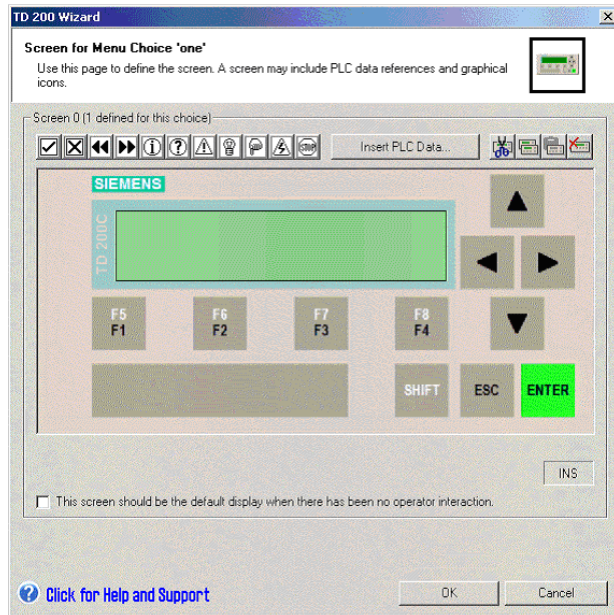 TD 200 Wizard
Screen for Menu Choice 'one'
Use this page to define the screen. A screen may include PLC data references and graphical
icons.
Screen 0 (1 defined for this choice)
STOP
Insert PLC Data...
SIEMENS
TD 200C
F5 F6 F7 F8
F1 F2 F3 F4
SHIFT ESC ENTER
INS
This screen should be the default display when there has been no operator interaction.
Click for Help and Support
OK Cancel